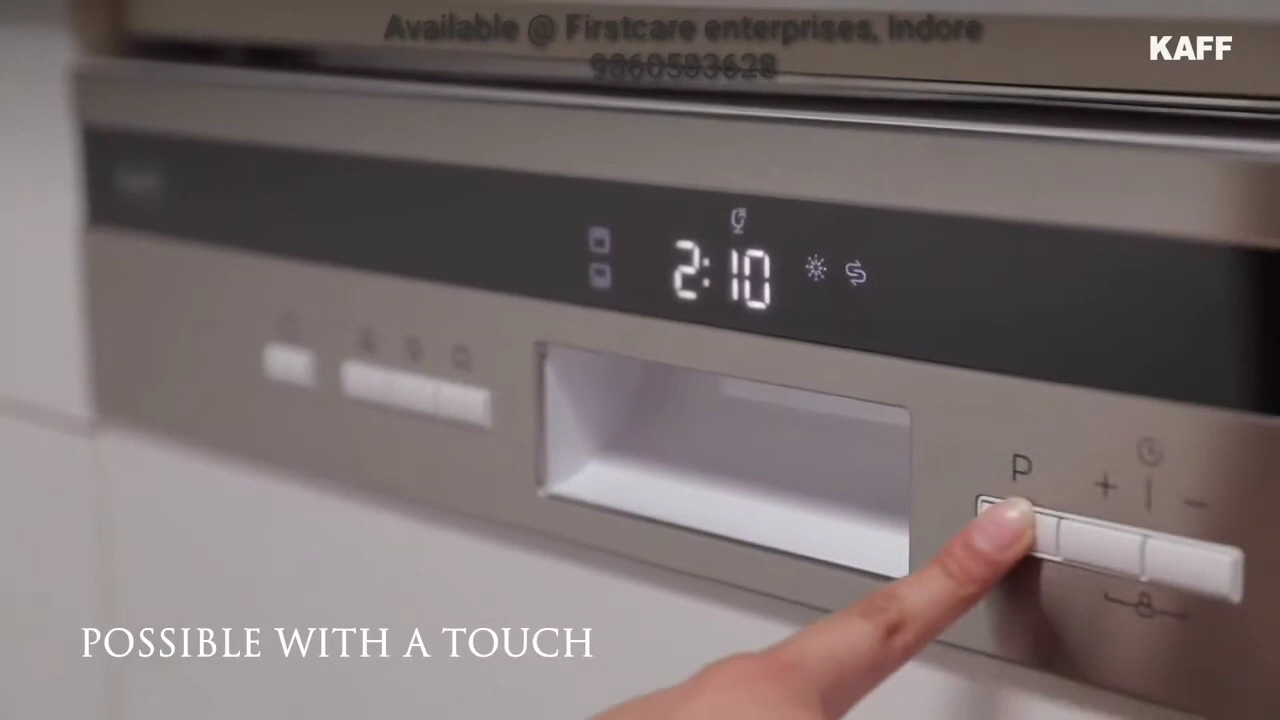 Available @ Firstcare enterprises, Indore
9860583628
KAFF
2:10
P
+ | −
POSSIBLE WITH A TOUCH